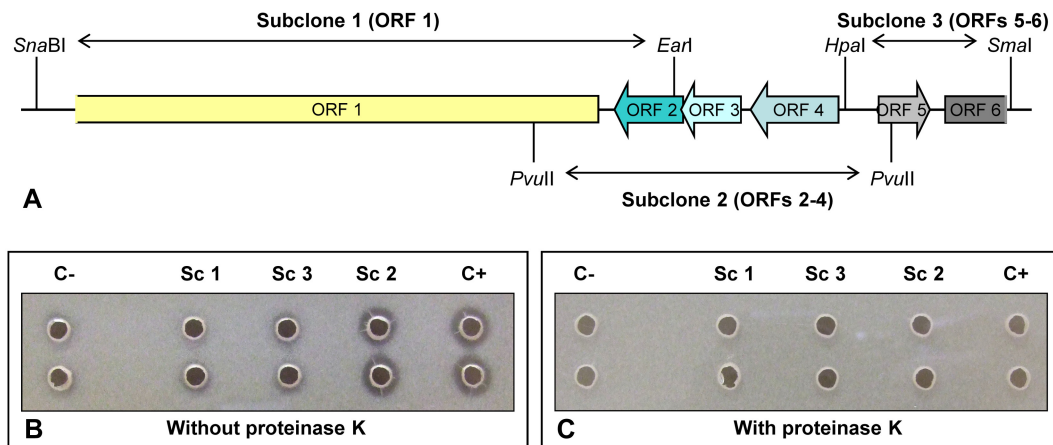 Subclone 1 (ORF 1)
Subclone 3 (ORFs 5-6)
SnaBI
EarI
HpaI
SmaI
ORF 1
ORF 2
ORF 3
ORF 4
ORF 5
ORF 6
PvuII
PvuII
Subclone 2 (ORFs 2-4)
A
C- Sc 1 Sc 3 Sc 2 C+
B
Without proteinase K
C- Sc 1 Sc 3 Sc 2 C+
C
With proteinase K